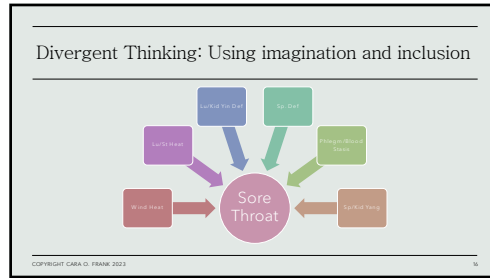 Divergent Thinking: Using imagination and inclusion
Lu/Kid Yin Def
Sp. Def
Lu/St Heat
Phlegm/Blood
Stasis
Wind Heat
Sore
Throat
Sp/Kid Yang
COPYRIGHT CARA O. FRANK 2023
16